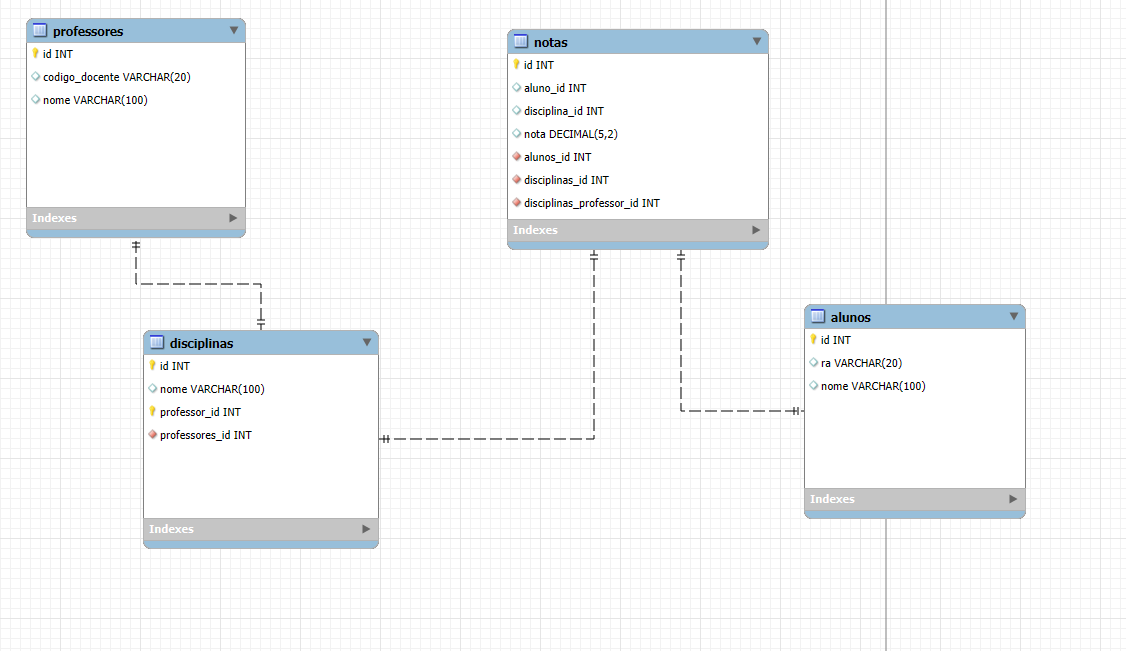 professores
id INT
codigo_docente VARCHAR(20)
nome VARCHAR(100)
Indexes
notas
id INT
aluno_id INT
disciplina_id INT
nota DECIMAL(5,2)
alunos_id INT
disciplinas_id INT
disciplinas_professor_id INT
Indexes
disciplinas
id INT
nome VARCHAR(100)
professor_id INT
professores_id INT
Indexes
alunos
id INT
ra VARCHAR(20)
nome VARCHAR(100)
Indexes